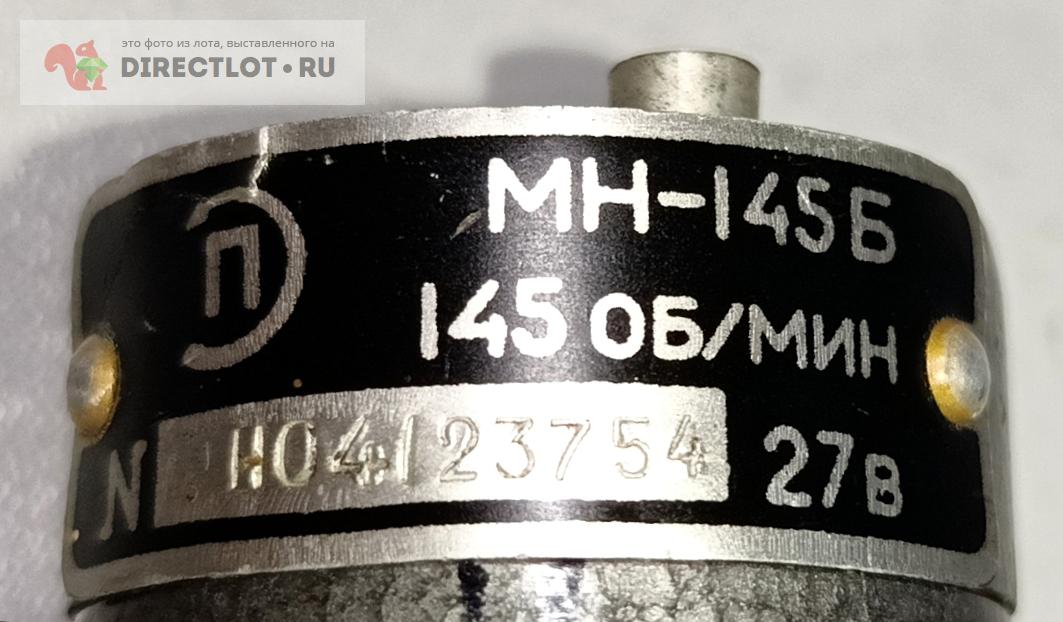 это фото из лота, выставленного на
DIRECTLOT•RU
П
МН-145Б
145 ОБ/МИН
N Н04123754 27В